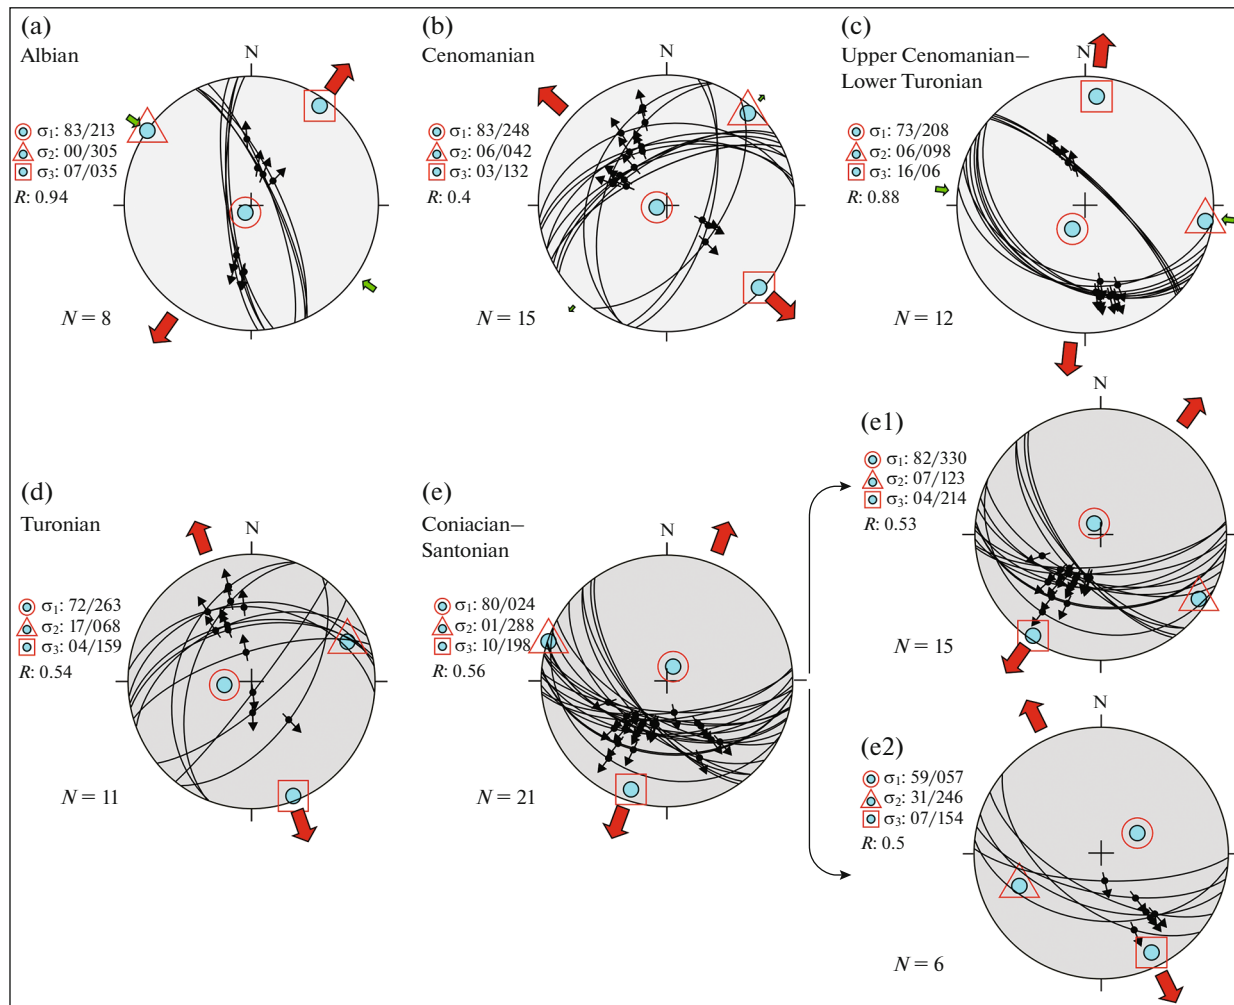 (a)
Albian
N
σ1: 83/213
σ2: 00/305
σ3: 07/035
R: 0.94
N = 8
(b)
Cenomanian
N
σ1: 83/248
σ2: 06/042
σ3: 03/132
R: 0.4
N = 15
(c)
Upper Cenomanian–
Lower Turonian
N
σ1: 73/208
σ2: 06/098
σ3: 16/06
R: 0.88
N = 12
(d)
Turonian
N
σ1: 72/263
σ2: 17/068
σ3: 04/159
R: 0.54
N = 11
(e)
Coniacian–
Santonian
N
σ1: 80/024
σ2: 01/288
σ3: 10/198
R: 0.56
N = 21
(e1)
N
σ1: 82/330
σ2: 07/123
σ3: 04/214
R: 0.53
N = 15
(e2)
N
σ1: 59/057
σ2: 31/246
σ3: 07/154
R: 0.5
N = 6